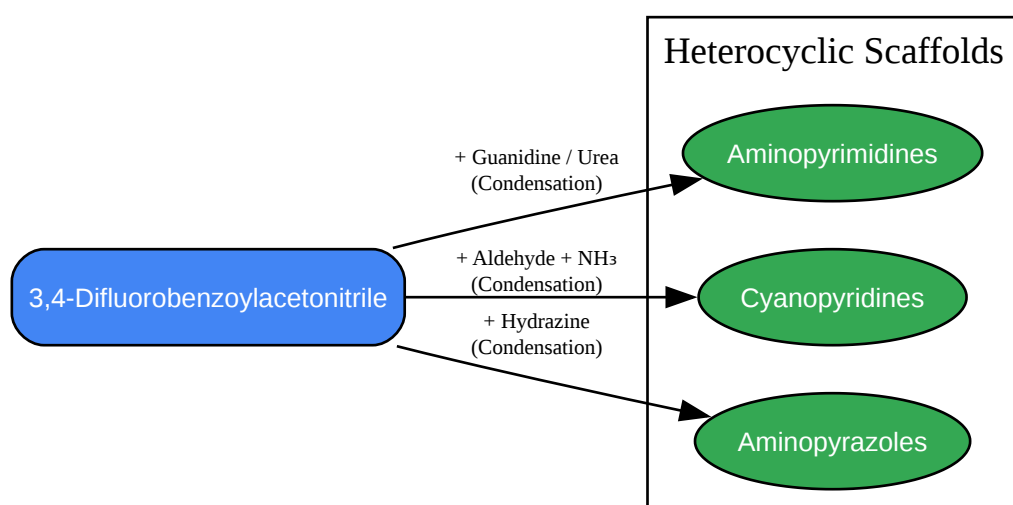 Heterocyclic Scaffolds
+ Guanidine / Urea
(Condensation)
Aminopyrimidines
3,4-Difluorobenzoylacetonitrile
+ Aldehyde + NH₃
(Condensation)
Cyanopyridines
+ Hydrazine
(Condensation)
Aminopyrazoles